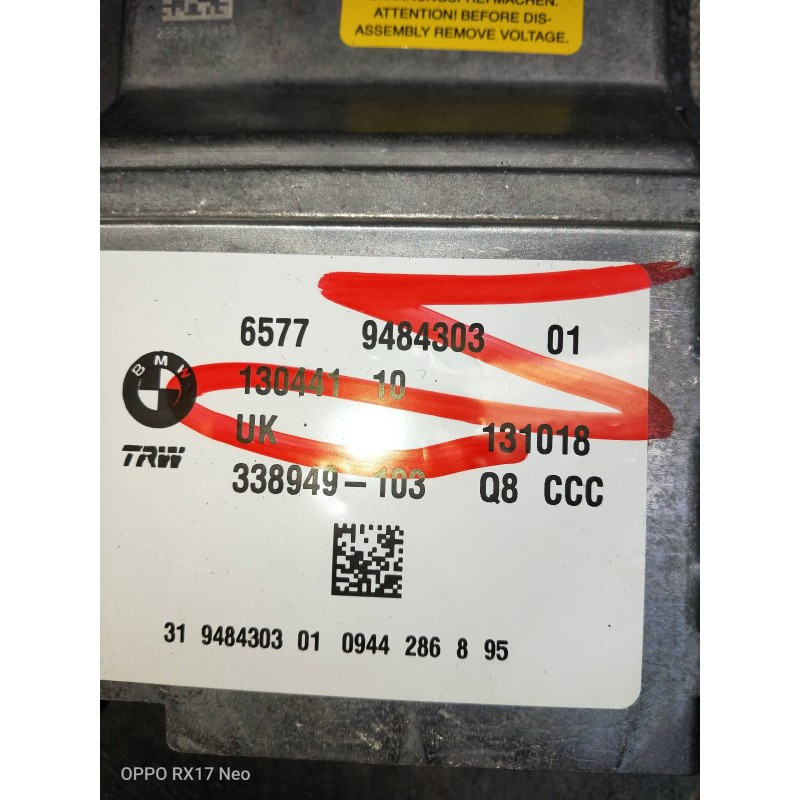 ATTENTION! BEFORE DIS-
ASSEMBLY REMOVE VOLTAGE.
6577 9484303 01
BMW
130441 10
UK 131018
TRW
338949-103 Q8 CCC
31 9484303 01 0944 286 8 95
OPPO RX17 Neo